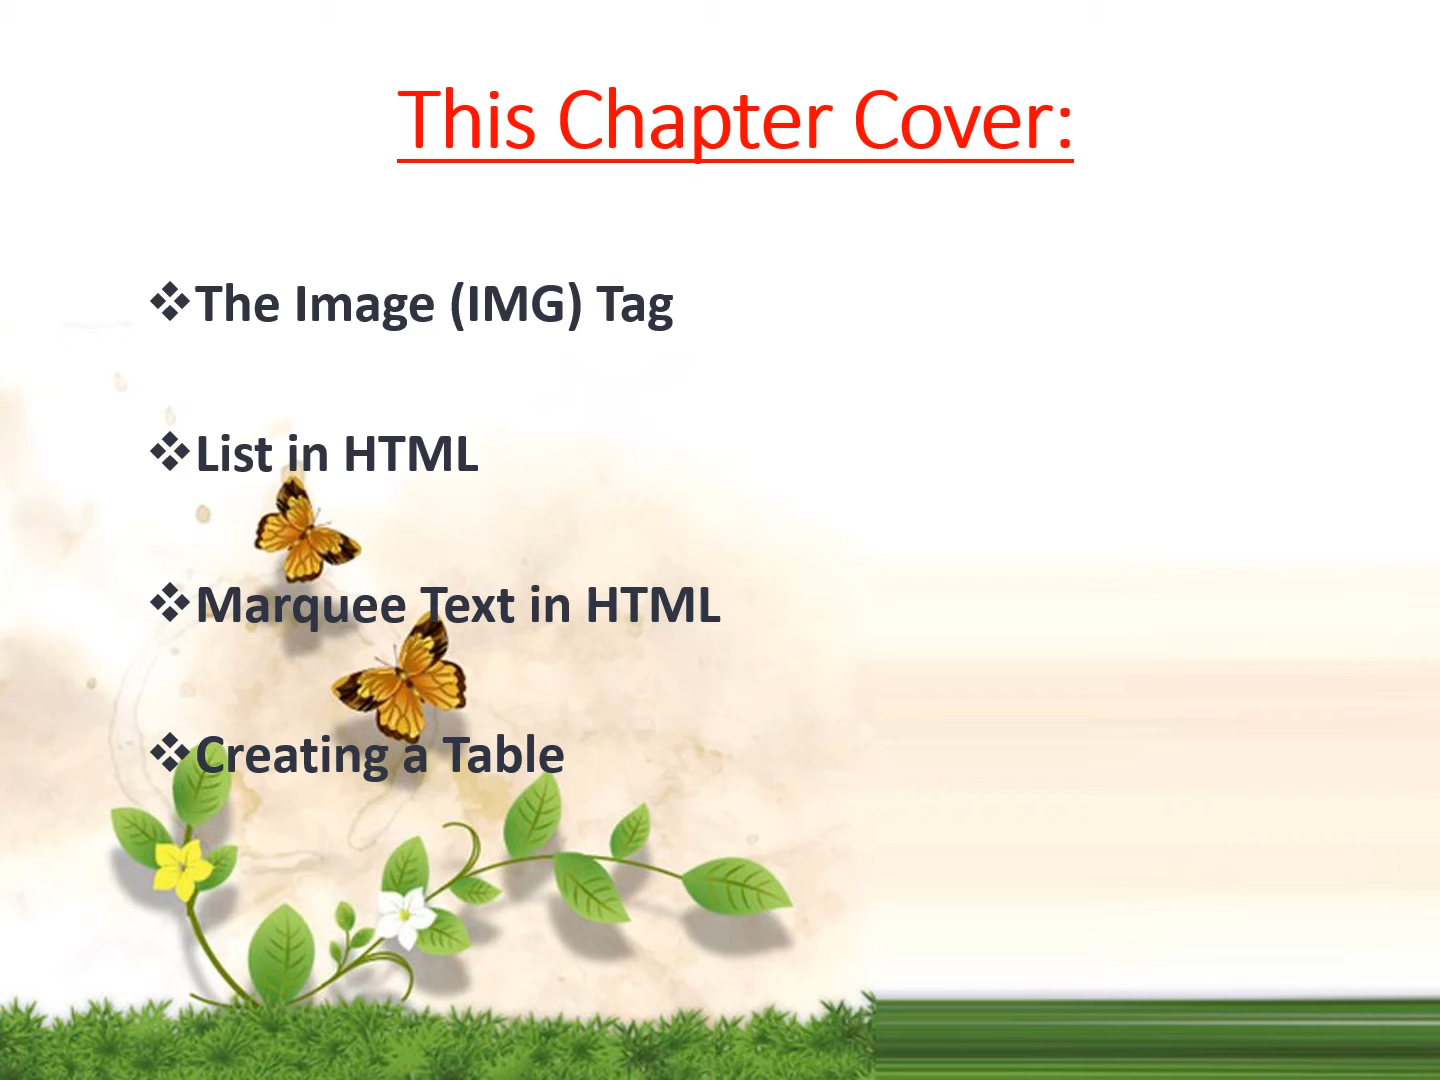 This Chapter Cover:
❖The Image (IMG) Tag
❖List in HTML
❖Marquee Text in HTML
❖Creating a Table